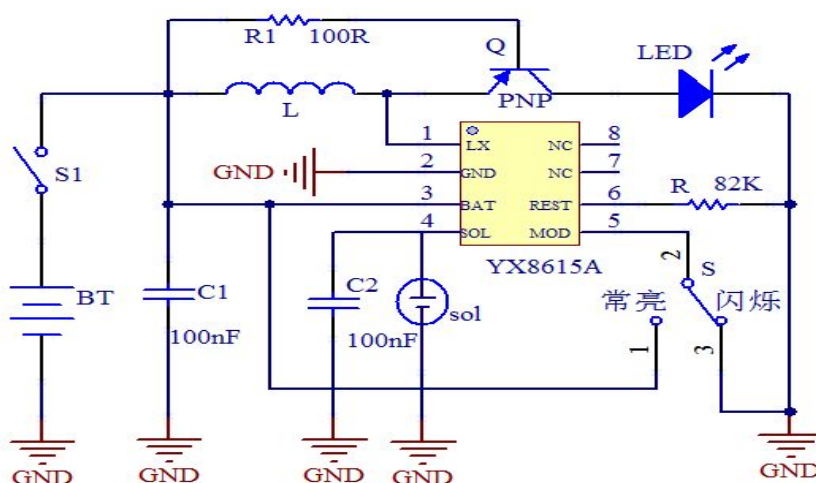 R1 100R
Q
LED
PNP
L
1 LX NC 8
GND 2 GND NC 7
S1
3 BAT REST 6 R 82K
4 SOL MOD 5
YX8615A
2
S
BT
C1
C2
sol
常亮 闪烁
100nF
100nF
1
3
GND
GND
GND
GND
GND